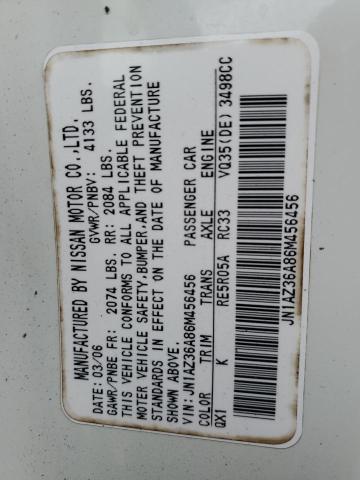 MANUFACTURED BY NISSAN MOTOR CO.,LTD.
DATE: 03/06 GVWR/PNBV: 4133 LBS.
GAWR/PNBE FR: 2074 LBS. RR: 2084 LBS.
THIS VEHICLE CONFORMS TO ALL APPLICABLE FEDERAL
MOTOR VEHICLE SAFETY,BUMPER,AND THEFT PREVENTION
STANDARDS IN EFFECT ON THE DATE OF MANUFACTURE
SHOWN ABOVE.
VIN:JN1AZ36A86M456456 PASSENGER CAR
COLOR TRIM TRANS AXLE ENGINE
QX1 K RE5R05A RC33 VQ35(DE) 3498CC
JN1AZ36A86M456456